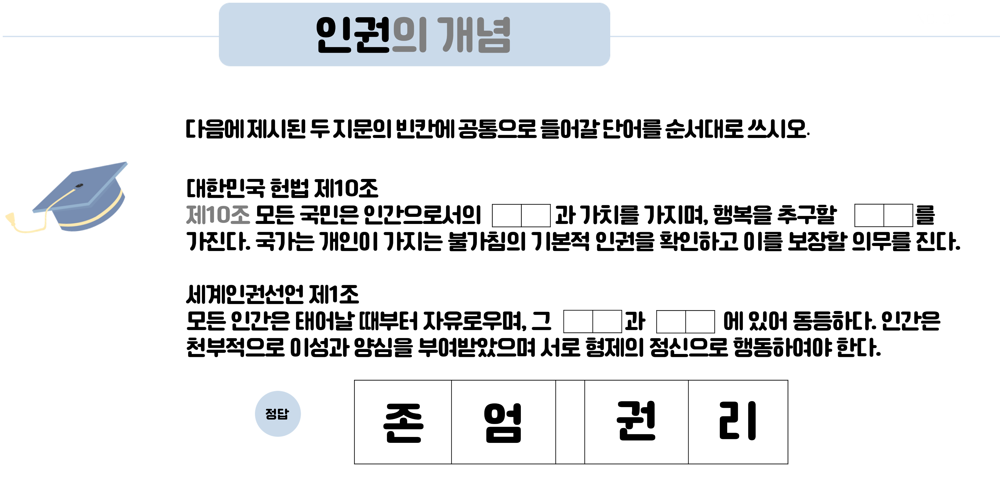 인권의 개념
다음에 제시된 두 지문의 빈칸에 공통으로 들어갈 단어를 순서대로 쓰시오.
대한민국 헌법 제10조
제10조 모든 국민은 인간으로서의 과 가치를 가지며, 행복을 추구할 를
가진다. 국가는 개인이 가지는 불가침의 기본적 인권을 확인하고 이를 보장할 의무를 진다.
세계인권선언 제1조
모든 인간은 태어날 때부터 자유로우며, 그 과 에 있어 동등하다. 인간은
천부적으로 이성과 양심을 부여받았으며 서로 형제의 정신으로 행동하여야 한다.
정답 존 엄 권 리